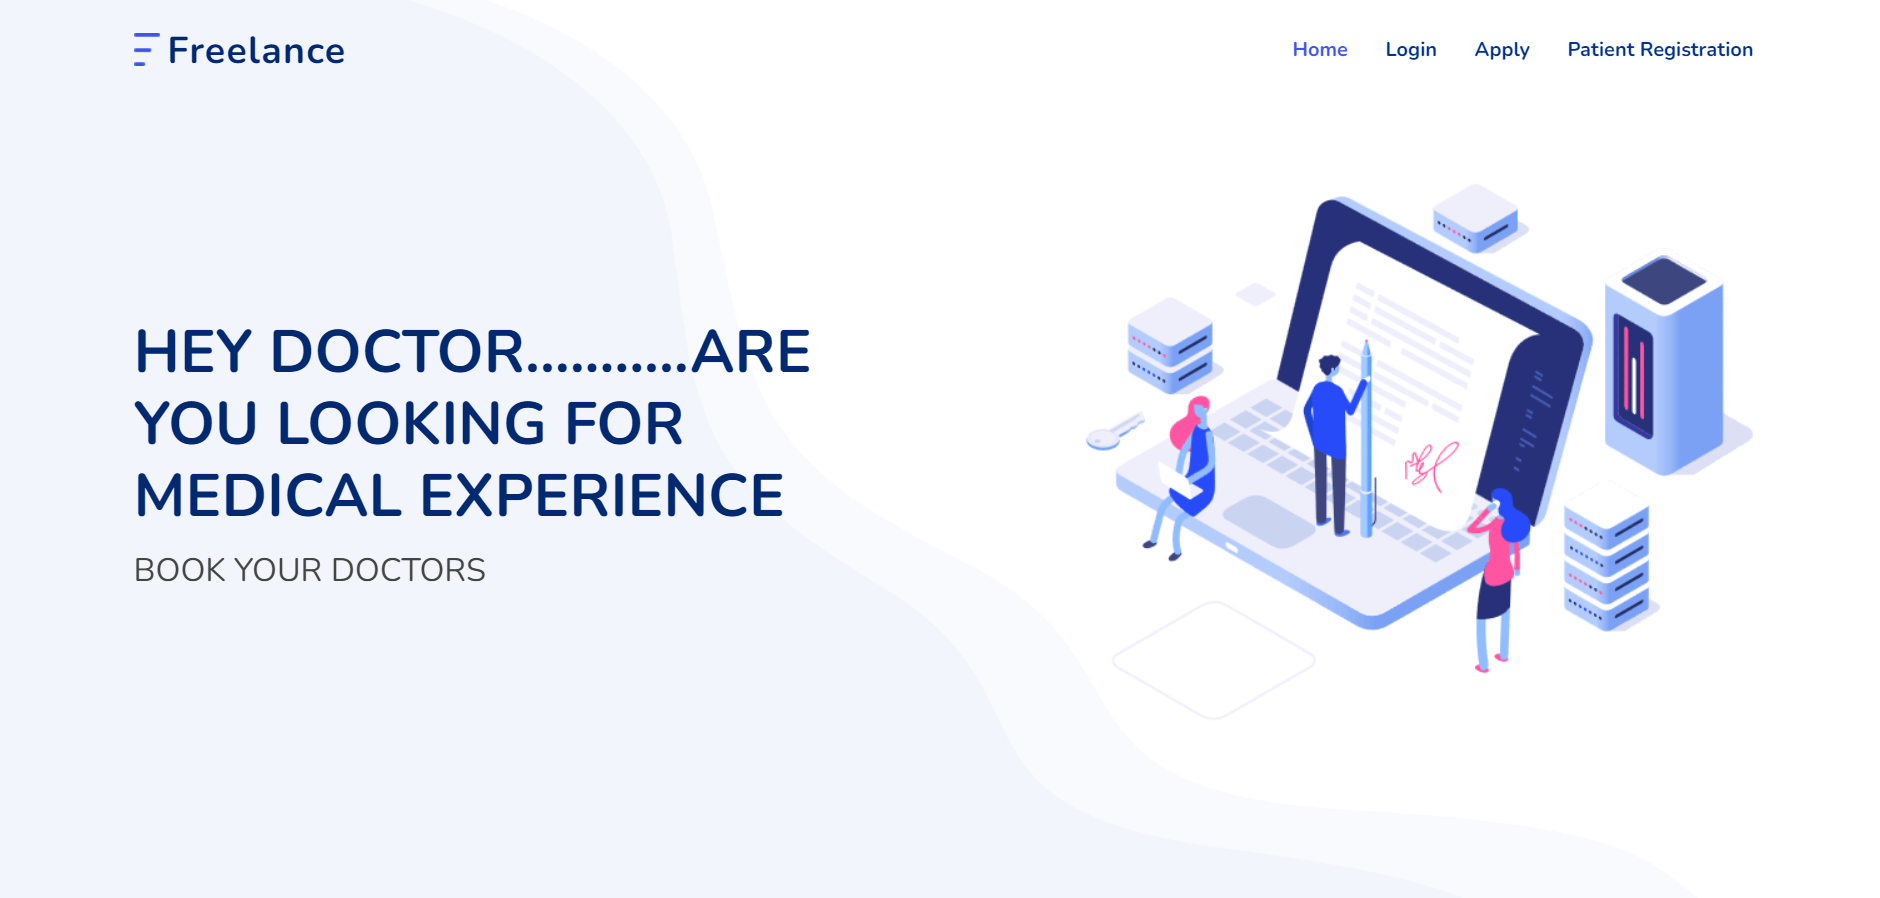 Freelance
Home Login Apply Patient Registration
HEY DOCTOR...........ARE
YOU LOOKING FOR
MEDICAL EXPERIENCE
BOOK YOUR DOCTORS